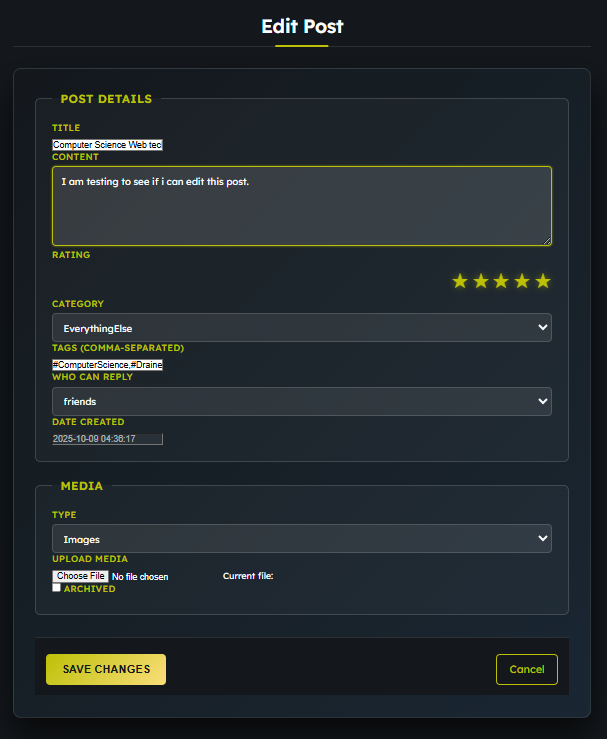 Edit Post
POST DETAILS
TITLE
Computer Science Web tec
CONTENT
I am testing to see if i can edit this post.
RATING
★★★★★
CATEGORY
EverythingElse
TAGS (COMMA-SEPARATED)
#ComputerScience,#Draine
WHO CAN REPLY
friends
DATE CREATED
2025-10-09 04:36:17
MEDIA
TYPE
Images
UPLOAD MEDIA
Choose File No file chosen Current file:
ARCHIVED
SAVE CHANGES Cancel